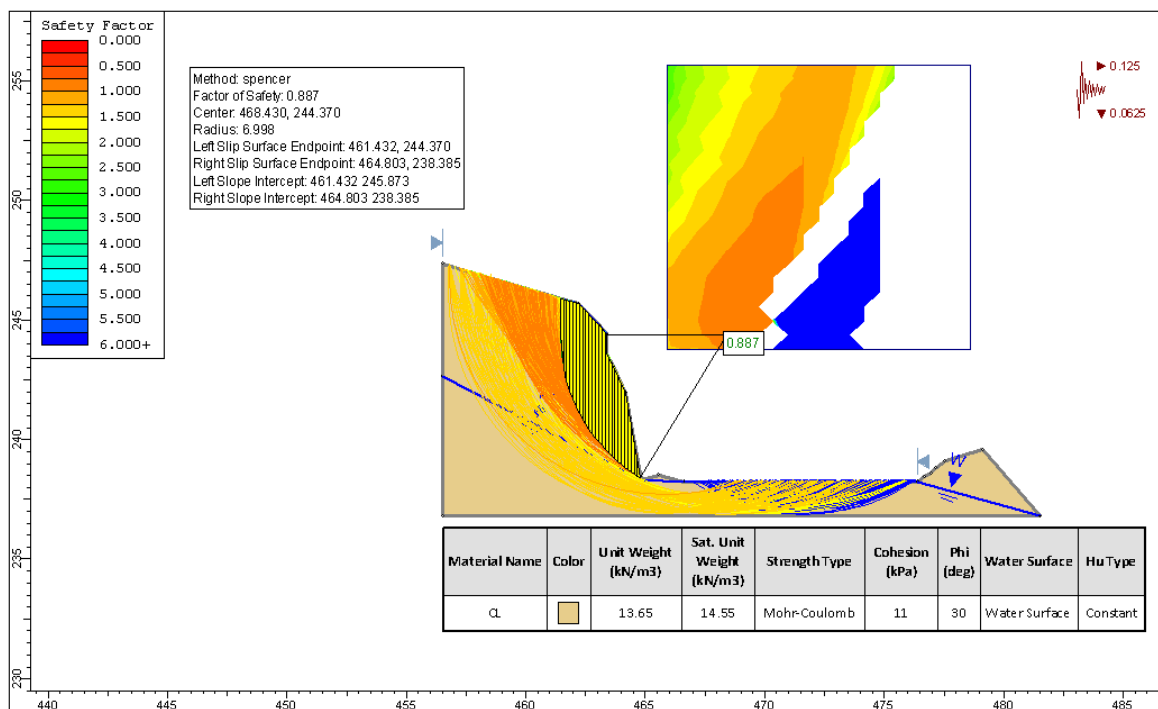 Safety Factor
0.000
0.500
1.000
1.500
2.000
2.500
3.000
3.500
4.000
4.500
5.000
5.500
6.000+
Method: spencer
Factor of Safety: 0.887
Center: 468.430, 244.370
Radius: 6.998
Left Slip Surface Endpoint: 461.432, 244.370
Right Slip Surface Endpoint: 464.803, 238.385
Left Slope Intercept: 461.432 245.873
Right Slope Intercept: 464.803 238.385
0.125
0.0625
0.887
W
Material Name Color Unit Weight (kN/m3) Sat. Unit Weight (kN/m3) Strength Type Cohesion (kPa) Phi (deg) Water Surface Hu Type
CL 13.65 14.55 Mohr-Coulomb 11 30 Water Surface Constant
255
250
245
240
235
230
440 445 450 455 460 465 470 475 480 485